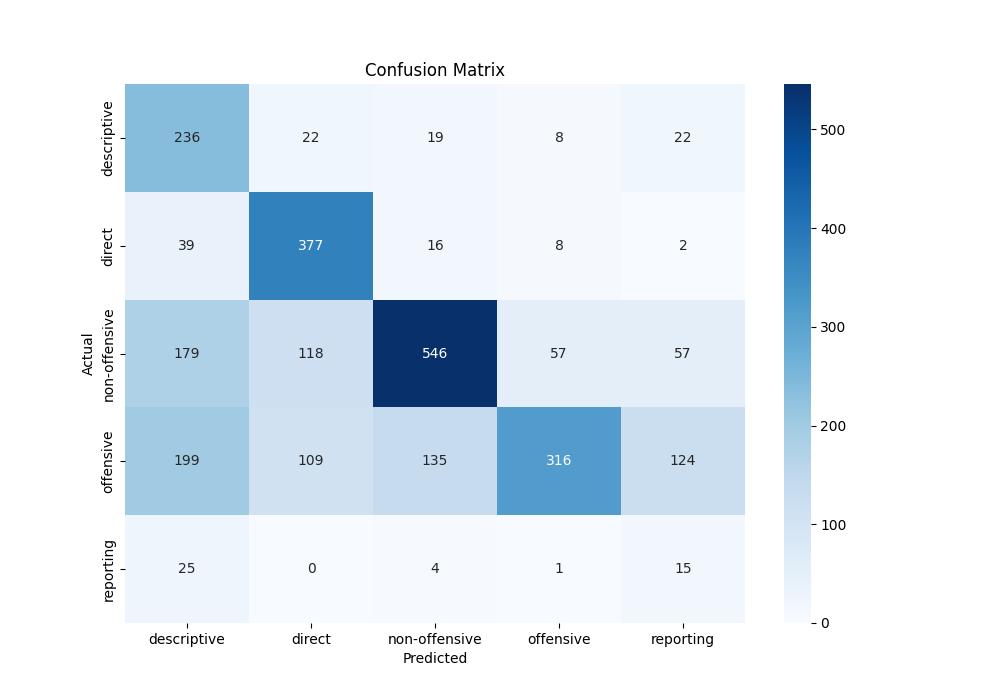 Confusion Matrix
Actual
descriptive
236 22 19 8 22
direct
39 377 16 8 2
non-offensive
179 118 546 57 57
offensive
199 109 135 316 124
reporting
25 0 4 1 15
descriptive direct non-offensive offensive reporting
Predicted
500
400
300
200
100
0